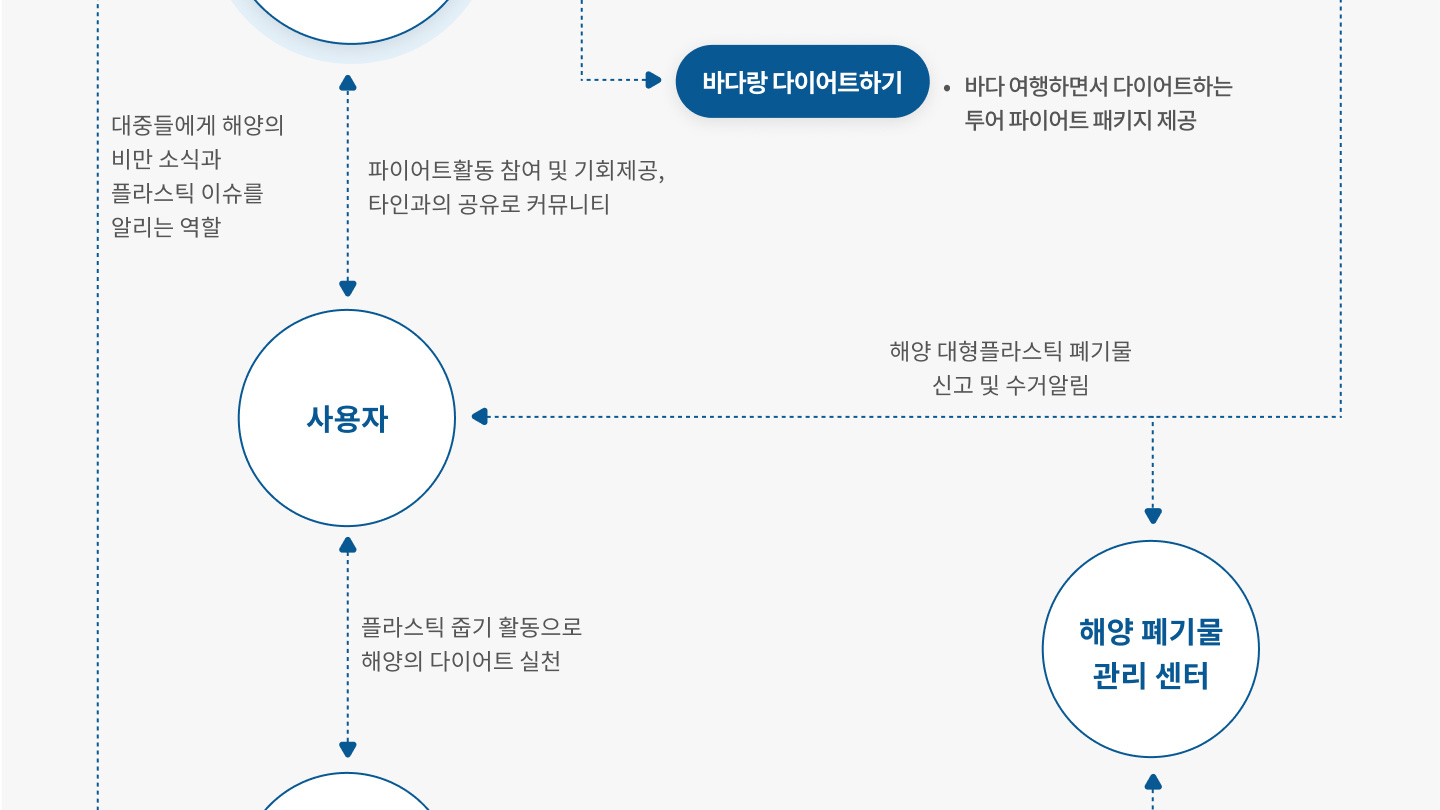 바다랑 다이어트하기
• 바다 여행하면서 다이어트하는
투어 파이어트 패키지 제공
대중들에게 해양의
비만 소식과
플라스틱 이슈를
알리는 역할
파이어트활동 참여 및 기회제공,
타인과의 공유로 커뮤니티
해양 대형플라스틱 폐기물
신고 및 수거알림
사용자
플라스틱 줍기 활동으로
해양의 다이어트 실천
해양 폐기물
관리 센터